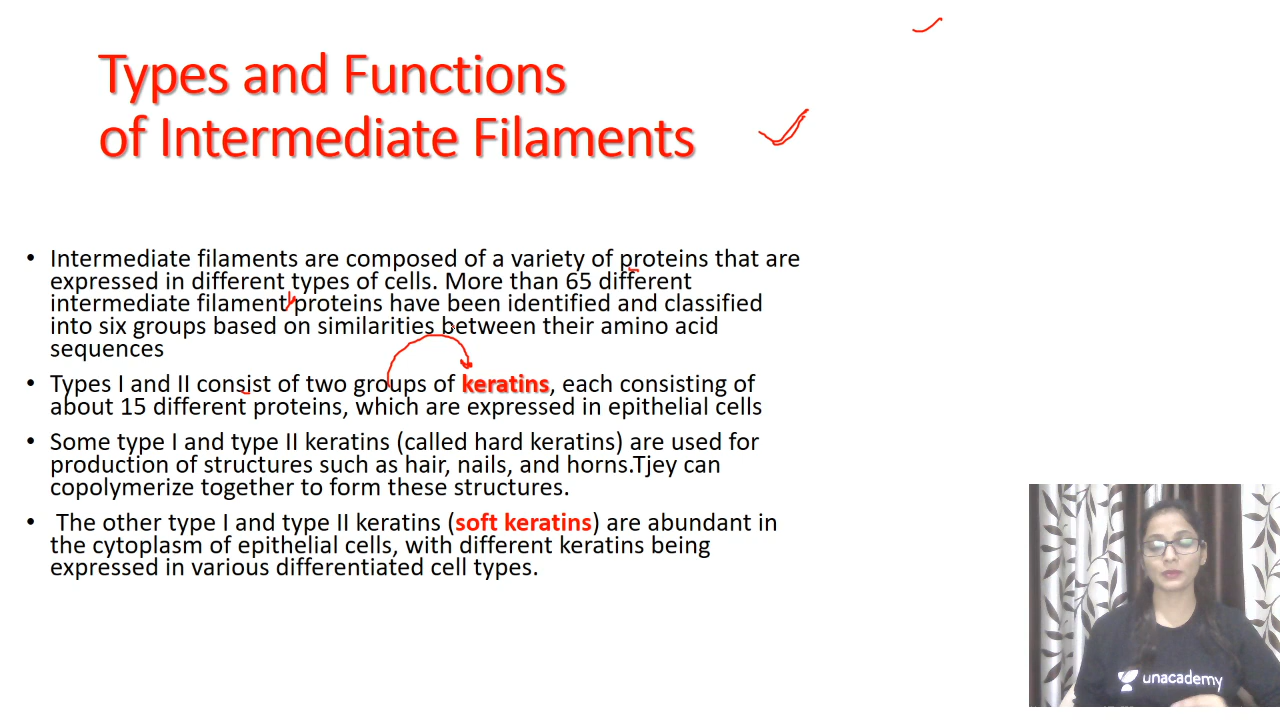 Types and Functions
of Intermediate Filaments
• Intermediate filaments are composed of a variety of proteins that are
expressed in different types of cells. More than 65 different
intermediate filament proteins have been identified and classified
into six groups based on similarities between their amino acid
sequences
• Types I and II consist of two groups of keratins, each consisting of
about 15 different proteins, which are expressed in epithelial cells
• Some type I and type II keratins (called hard keratins) are used for
production of structures such as hair, nails, and horns.Tjey can
copolymerize together to form these structures.
• The other type I and type II keratins (soft keratins) are abundant in
the cytoplasm of epithelial cells, with different keratins being
expressed in various differentiated cell types.
unacademy